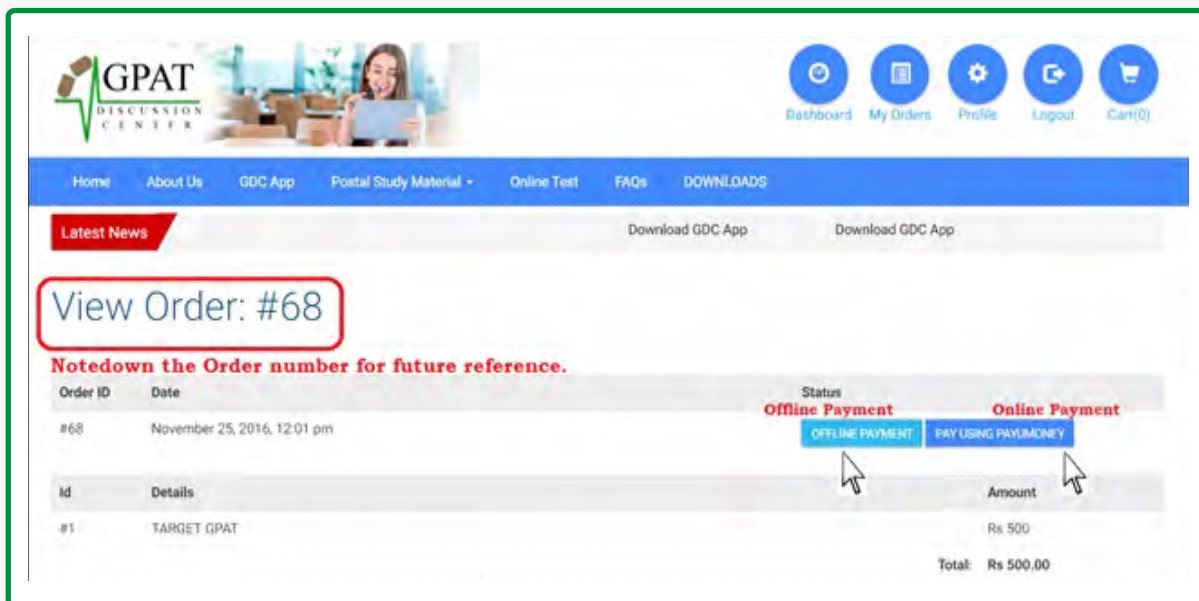 GPAT
DISCUSSION
CENTER
Dashboard My Orders Profile Logout Cart(0)
Home About Us GDC App Postal Study Material Online Test FAQs DOWNLOADS
Latest News Download GDC App Download GDC App
View Order: #68
Notedown the Order number for future reference.
Order ID Date Status
Offline Payment Online Payment
#68 November 25, 2016, 12:01 pm OFFLINE PAYMENT PAY USING PAYUMONEY
Id Details Amount
#1 TARGET GPAT Rs 500
Total: Rs 500.00